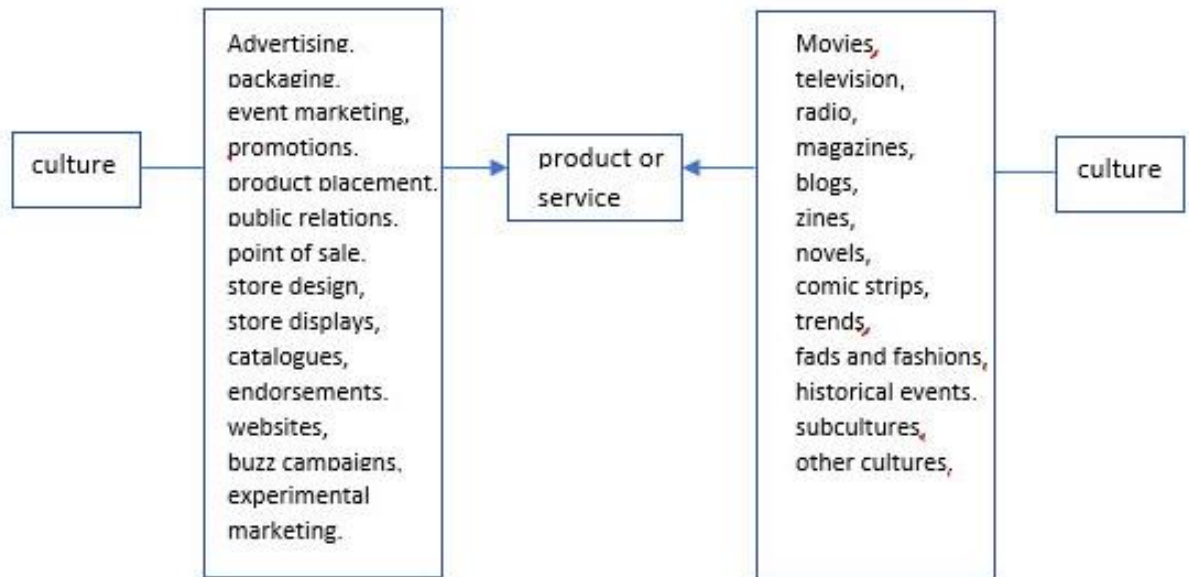 culture
Advertising.
packaging.
event marketing,
promotions.
product placement.
public relations.
point of sale.
store design,
store displays,
catalogues,
endorsements.
websites,
buzz campaigns,
experimental
marketing.
product or
service
Movies,
television,
radio,
magazines,
blogs,
zines,
novels,
comic strips,
trends,
fads and fashions,
historical events.
subcultures,
other cultures,
culture